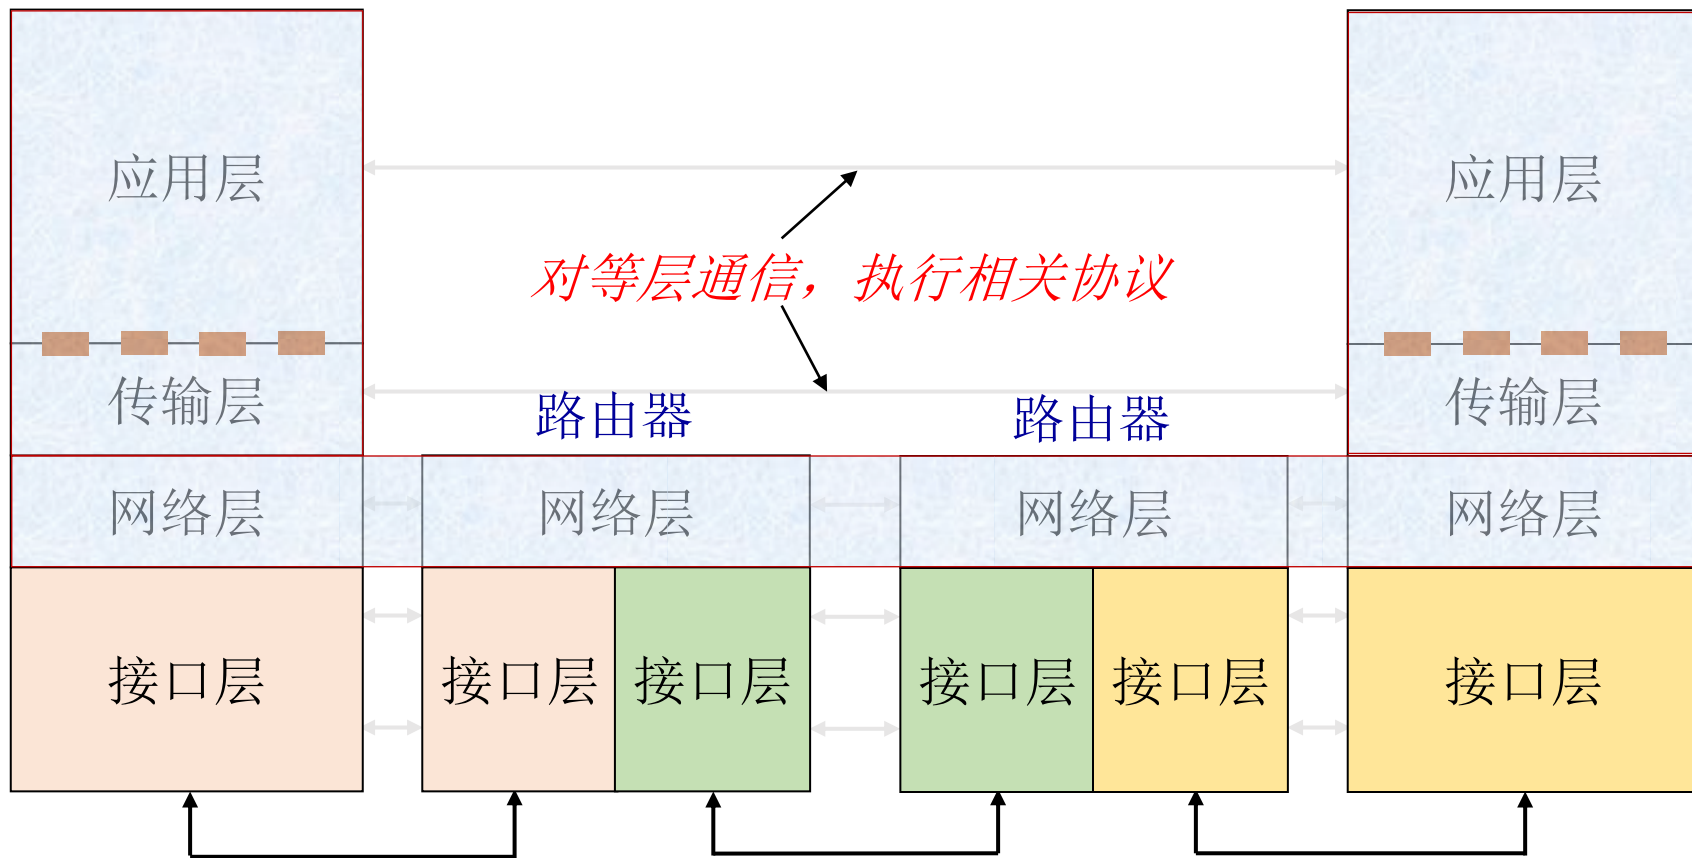 应用层
应用层
对等层通信，执行相关协议
传输层
路由器
路由器
传输层
网络层
网络层
网络层
网络层
接口层
接口层
接口层
接口层
接口层
接口层